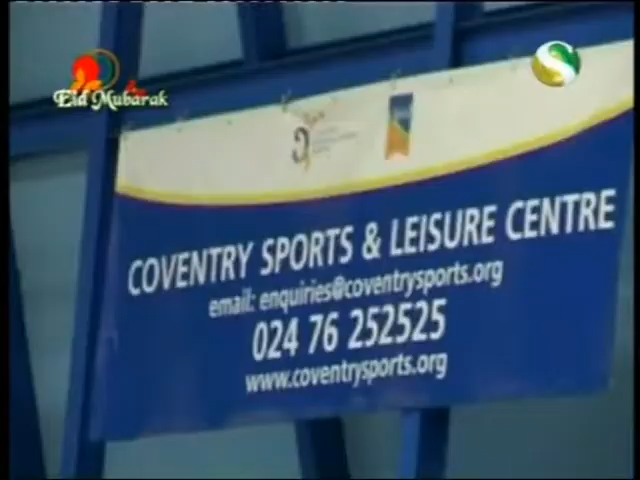 Eid Mubarak
COVENTRY SPORTS & LEISURE CENTRE
email: enquiries@coventrysports.org
024 76 252525
www.coventrysports.org